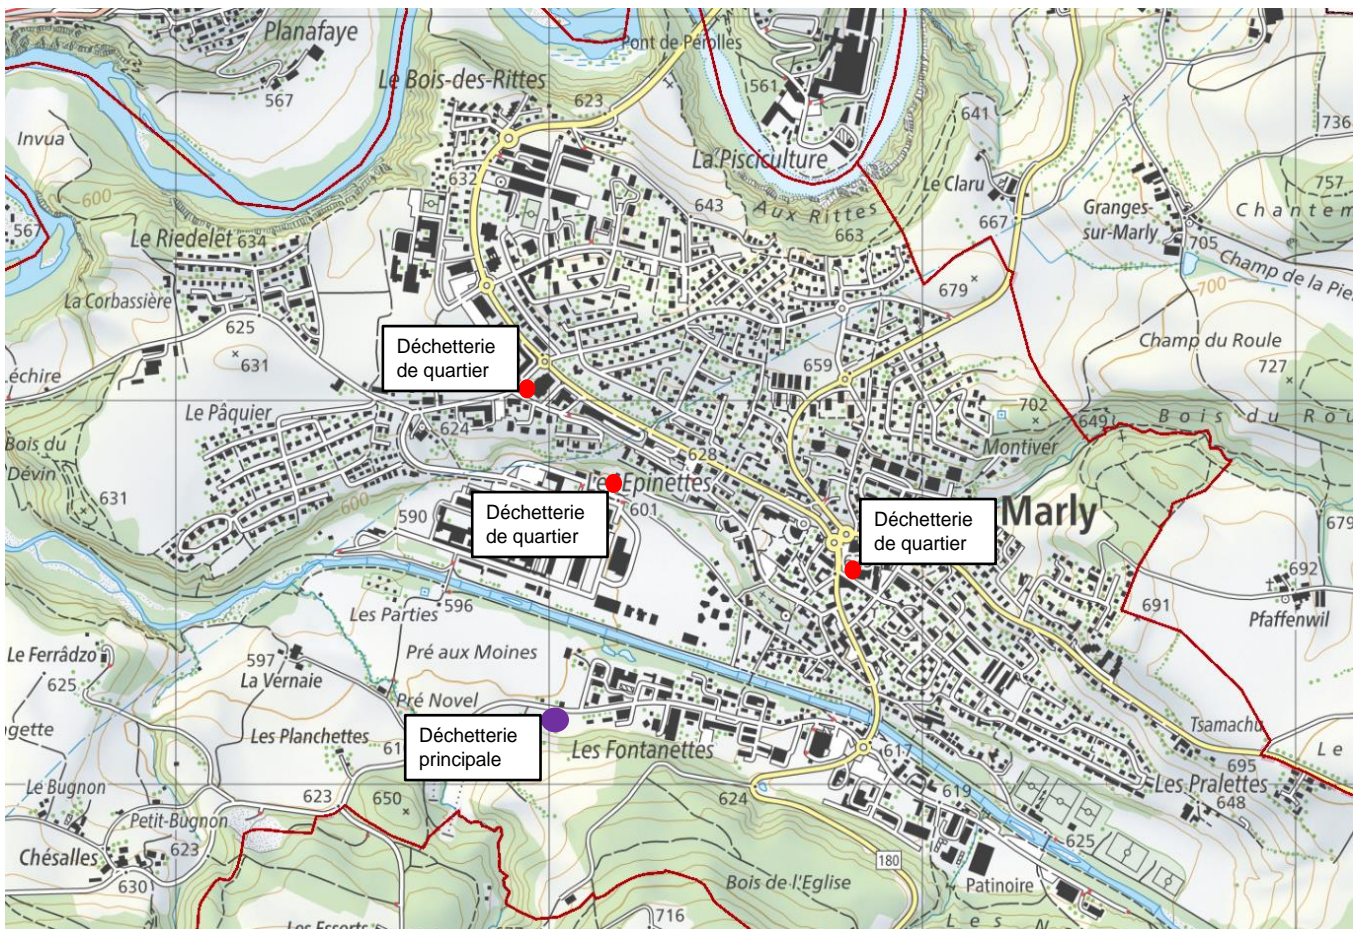 Planafaye
Pont de Pérolles
Le Bois-des-Rittes
567
623
561
641
736
Invua
La Pisciculture
632
Le Claru
757
600
643
Aux Rittes
Granges-
sur-Marly
Chantem
567
Le Riedelet
634
663
667
705
Champ de la Pie
La Corbassière
679
700
625
Déchetterie
de quartier
631
659
Champ du Roule
727
échire
Le Pâquier
624
702
649
Bois du Rou
Bois du
Dévin
Montiver
628
631
600
Les Epinettes
590
Déchetterie
de quartier
601
Déchetterie
de quartier
Marly
679
692
Les Parties
596
691
Pfaffenwil
Le Ferrâdzo
597
Pré aux Moines
625
La Vernaie
Pré Novel
Tsamachu
Le
gette
Les Planchettes
61
Déchetterie
principale
Les Fontanettes
617
695
Le Bugnon
623
650
624
619
Les Pralettes
648
Petit-Bugnon
Chésalles
623
625
180
630
Bois de l'Eglise
Patinoire
716
Les Esserts
Les N